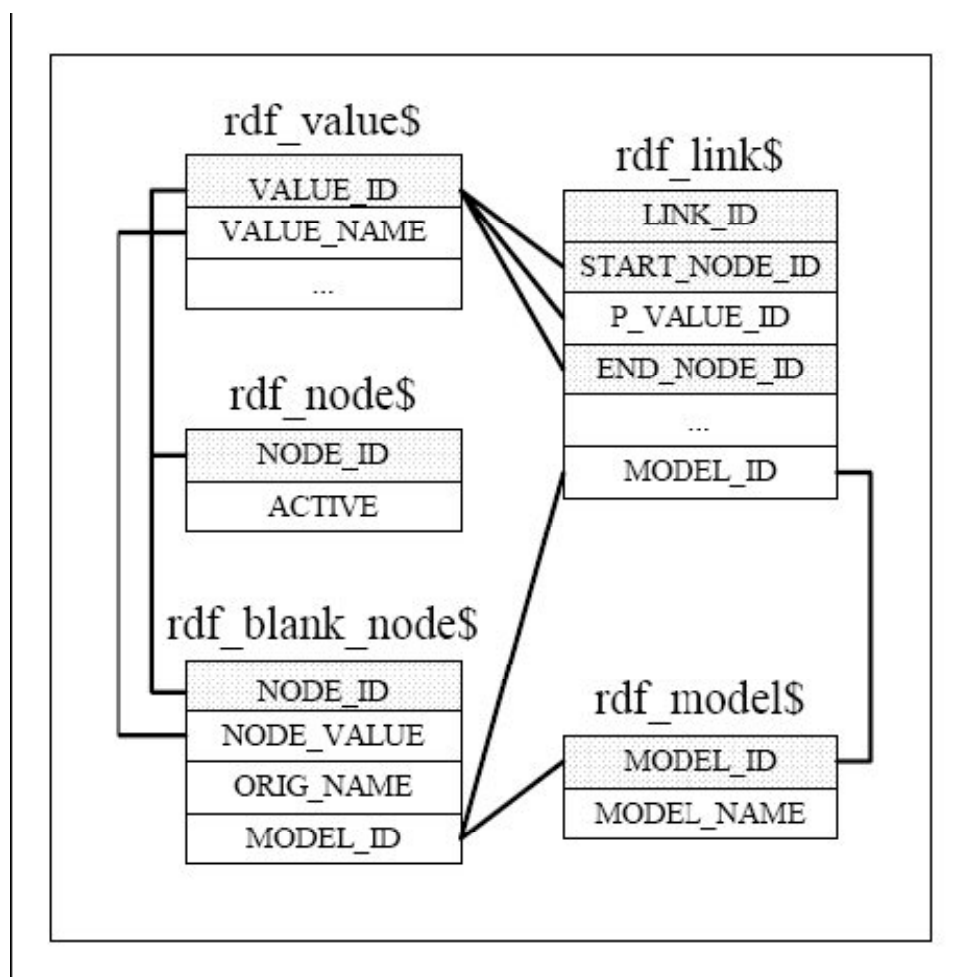 rdf_value$
VALUE_ID
VALUE_NAME
...
rdf_node$
NODE_ID
ACTIVE
rdf_blank_node$
NODE_ID
NODE_VALUE
ORIG_NAME
MODEL_ID
rdf_link$
LINK_ID
START_NODE_ID
P_VALUE_ID
END_NODE_ID
...
MODEL_ID
rdf_model$
MODEL_ID
MODEL_NAME